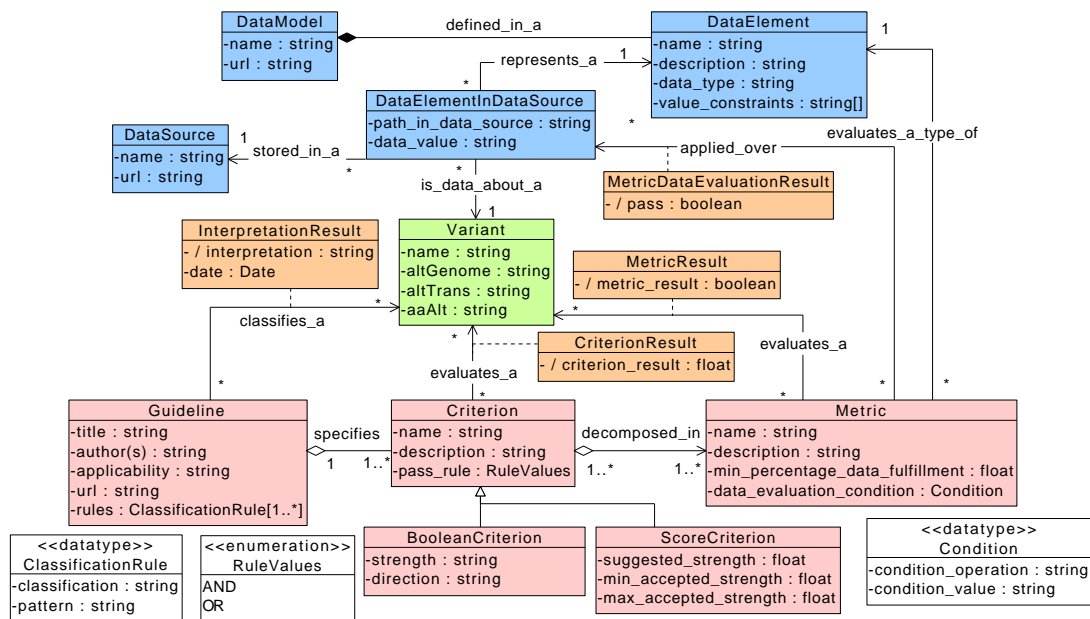 DataModel
-name : string
-url : string
defined_in_a
DataElement
-name : string
-description : string
-data_type : string
-value_constraints : string[]
1
represents_a
1
*
DataElementInDataSource
-path_in_data_source : string
-data_value : string
*
evaluates_a_type_of
DataSource
-name : string
-url : string
1
stored_in_a
*
*
applied_over
is_data_about_a
1
MetricDataEvaluationResult
- / pass : boolean
InterpretationResult
- / interpretation : string
-date : Date
Variant
-name : string
-altGenome : string
-altTrans : string
-aaAlt : string
MetricResult
- / metric_result : boolean
*
classifies_a
*
*
CriterionResult
- / criterion_result : float
evaluates_a
evaluates_a
*
*
*
*
*
Guideline
-title : string
-author(s) : string
-applicability : string
-url : string
-rules : ClassificationRule[1..*]
specifies
1
1..*
Criterion
-name : string
-description : string
-pass_rule : RuleValues
decomposed_in
1..*
1..*
Metric
-name : string
-description : string
-min_percentage_data_fulfillment : float
-data_evaluation_condition : Condition
<<datatype>>
ClassificationRule
-classification : string
-pattern : string
<<enumeration>>
RuleValues
AND
OR
BooleanCriterion
-strength : string
-direction : string
ScoreCriterion
-suggested_strength : float
-min_accepted_strength : float
-max_accepted_strength : float
<<datatype>>
Condition
-condition_operation : string
-condition_value : string